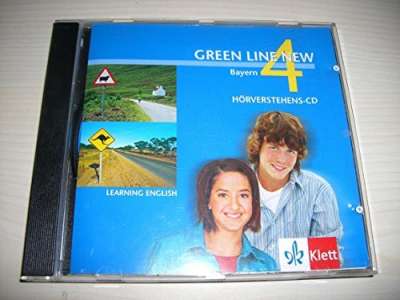 GREEN LINE NEW
4
Bayern
HÖRVERSTEHENS-CD
LEARNING ENGLISH
Klett